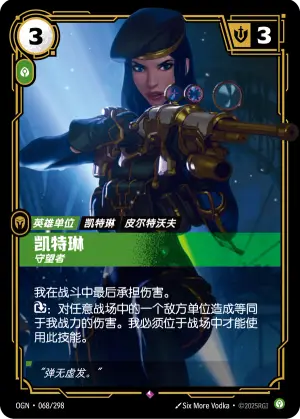 3
3
英雄单位 凯特琳 皮尔特沃夫
凯特琳
守望者
我在战斗中最后承担伤害。
：对任意战场中的一个敌方单位造成等同
于我战力的伤害。我必须位于战场中才能使
用此技能。
“弹无虚发。”
OGN • 068/298
Six More Vodka • ©2025RG2